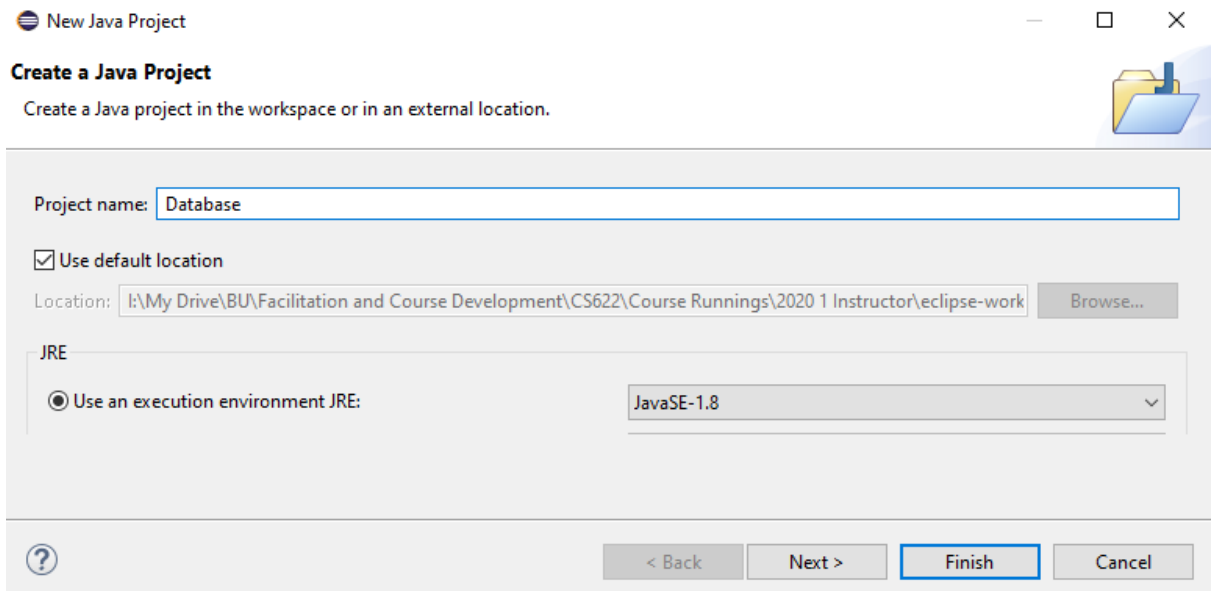 New Java Project
Create a Java Project
Create a Java project in the workspace or in an external location.
Project name: Database
Use default location
Location: I:\My Drive\BU\Facilitation and Course Development\CS622\Course Runnings\2020 1 Instructor\eclipse-work Browse...
JRE
Use an execution environment JRE: JavaSE-1.8
? < Back Next > Finish Cancel